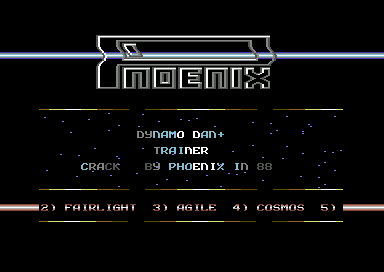 PHOENIX
DYNAMO DAN+
TRAINER
CRACK BY PHOENIX IN 88
2) FAIRLIGHT 3) AGILE 4) COSMOS 5)